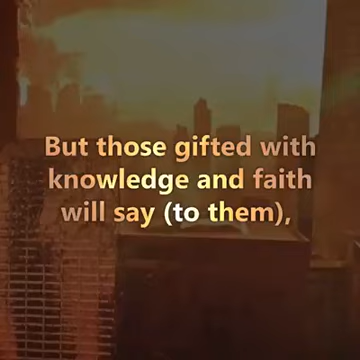 But those gifted with
knowledge and faith
will say (to them),